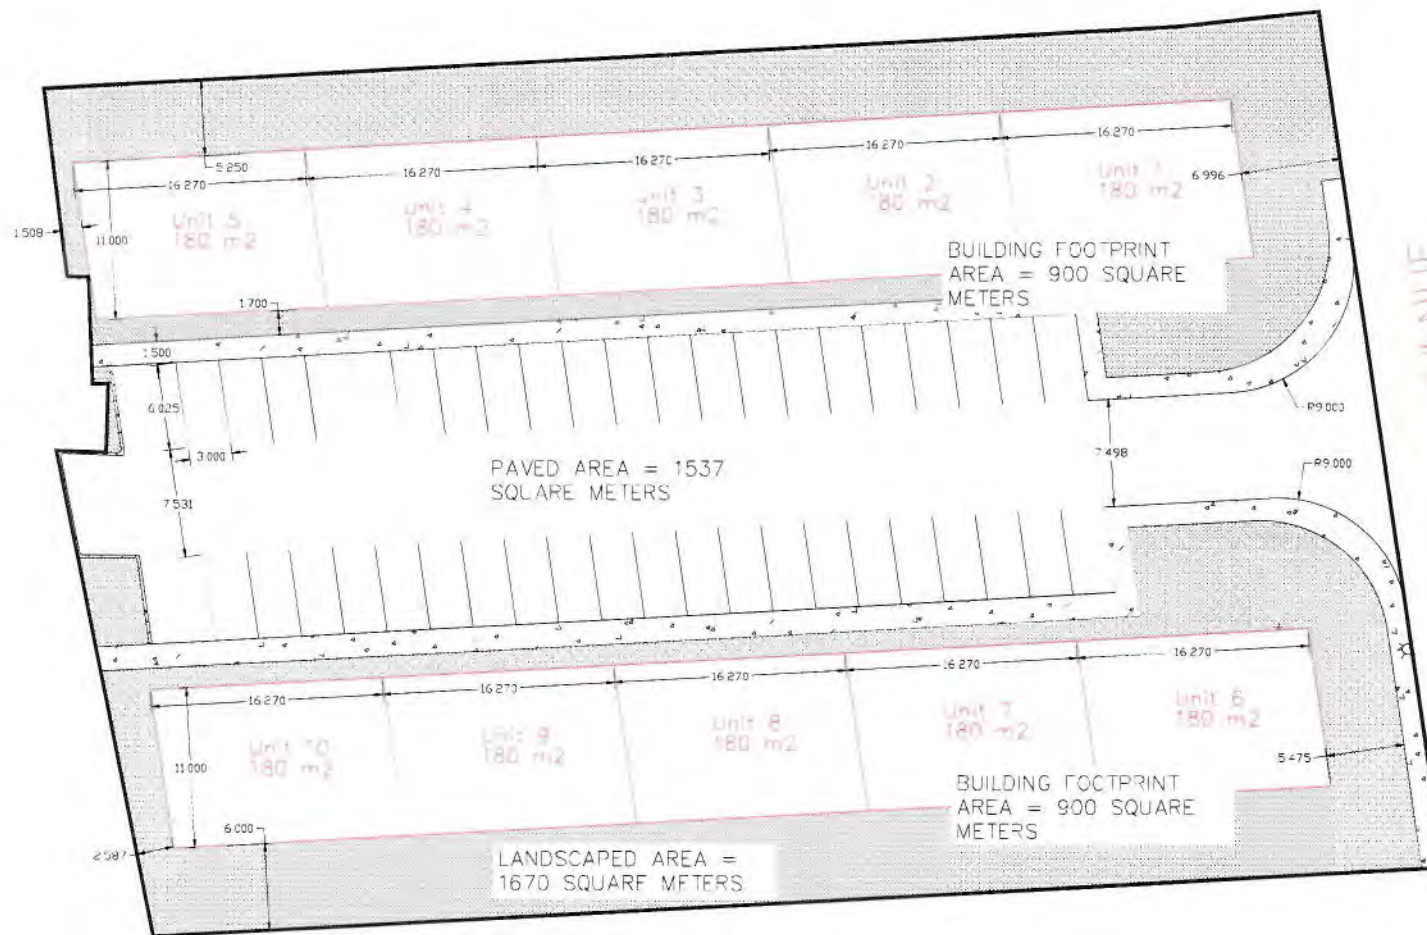 5.250
16.270
16.270
16.270
16.270
16.270
6.996
Unit 5
180 m2
Unit 4
180 m2
Unit 3
180 m2
Unit 2
180 m2
Unit 1
180 m2
1.508
11.000
BUILDING FOOTPRINT
AREA = 900 SQUARE
METERS
1.700
1.500
6.025
3.000
7.531
PAVED AREA = 1537
SQUARE METERS
7.498
R9.000
R9.000
16.270
16.270
16.270
16.270
16.270
Unit 10
180 m2
Unit 9
180 m2
Unit 8
180 m2
Unit 7
180 m2
Unit 6
180 m2
11.000
5.475
BUILDING FOOTPRINT
AREA = 900 SQUARE
METERS
6.000
2.587
LANDSCAPED AREA =
1670 SQUARE METERS